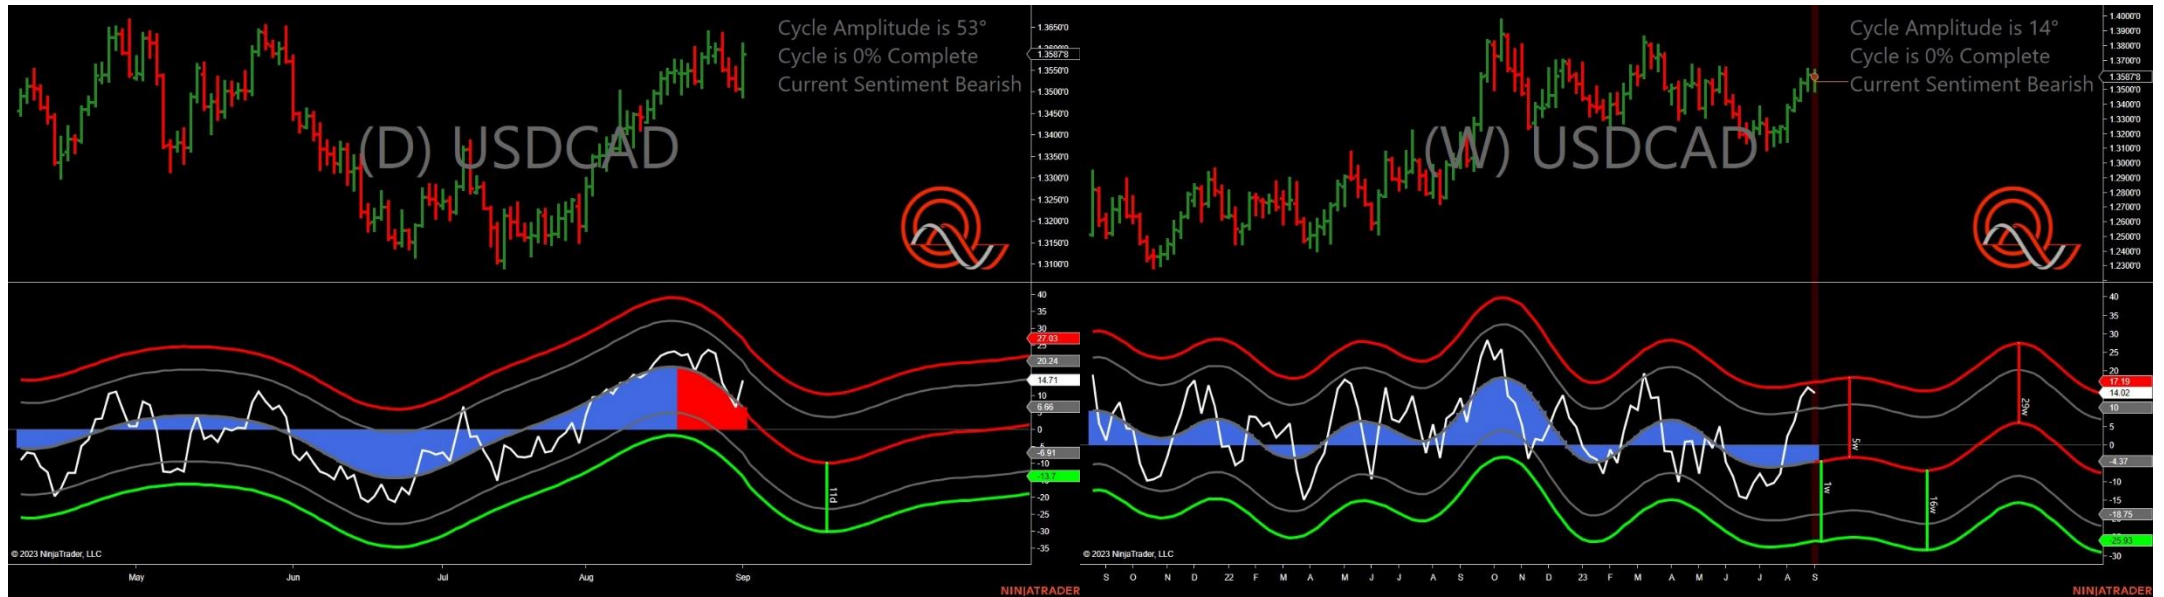 Cycle Amplitude is 53°
Cycle is 0% Complete
Current Sentiment Bearish
(D) USDCAD
1.3650'0
1.3587'8
1.3550'0
1.3500'0
1.3450'0
1.3400'0
1.3350'0
1.3300'0
1.3250'0
1.3200'0
1.3150'0
1.3100'0
40
35
30
27.03
25
20.24
14.71
6.66
0
-5
-6.91
-10
-13.7
-20
-25
-30
-35
11d
© 2023 NinjaTrader, LLC
May
Jun
Jul
Aug
Sep
NINJATRADER
Cycle Amplitude is 14°
Cycle is 0% Complete
Current Sentiment Bearish
(W) USDCAD
1.4000'0
1.3900'0
1.3800'0
1.3700'0
1.3587'8
1.3500'0
1.3400'0
1.3300'0
1.3200'0
1.3100'0
1.3000'0
1.2900'0
1.2800'0
1.2700'0
1.2600'0
1.2500'0
1.2400'0
1.2300'0
40
35
30
25
20
17.19
14.02
10
5
0
-4.37
-10
-15
-18.75
-25.93
-30
5w
1w
16w
29w
© 2023 NinjaTrader, LLC
S
O
N
D
22
F
M
A
M
J
J
A
S
O
N
D
23
F
M
A
M
J
J
A
S
NINJATRADER